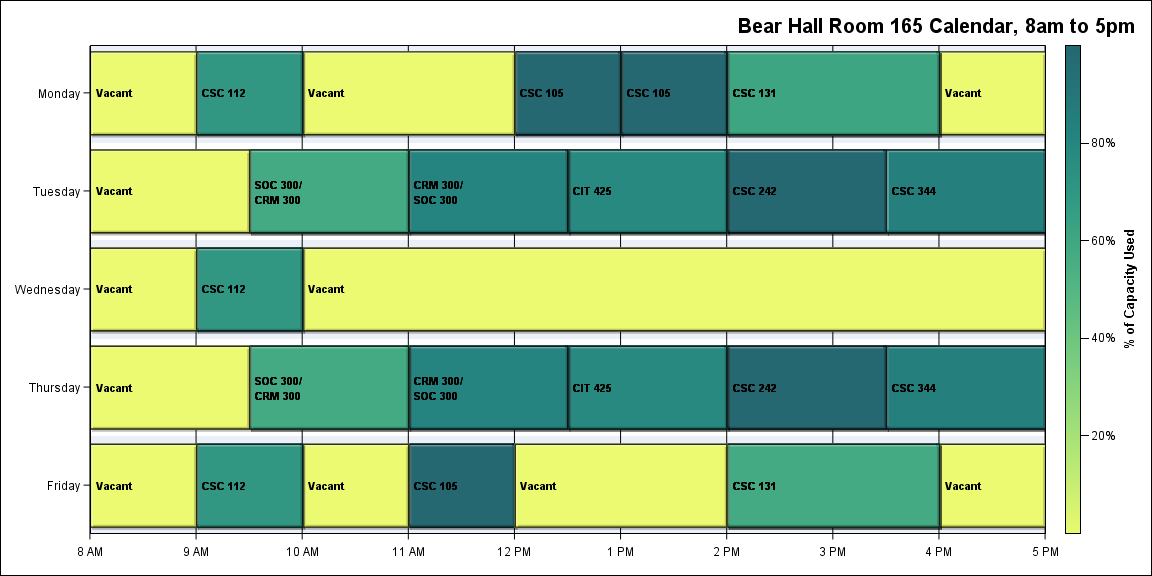 Bear Hall Room 165 Calendar, 8am to 5pm
Monday
Vacant
CSC 112
Vacant
CSC 105
CSC 105
CSC 131
Vacant
Tuesday
Vacant
SOC 300/
CRM 300
CRM 300/
SOC 300
CIT 425
CSC 242
CSC 344
Wednesday
Vacant
CSC 112
Vacant
Thursday
Vacant
SOC 300/
CRM 300
CRM 300/
SOC 300
CIT 425
CSC 242
CSC 344
Friday
Vacant
CSC 112
Vacant
CSC 105
Vacant
CSC 131
Vacant
8 AM
9 AM
10 AM
11 AM
12 PM
1 PM
2 PM
3 PM
4 PM
5 PM
80%
60%
40%
20%
% of Capacity Used